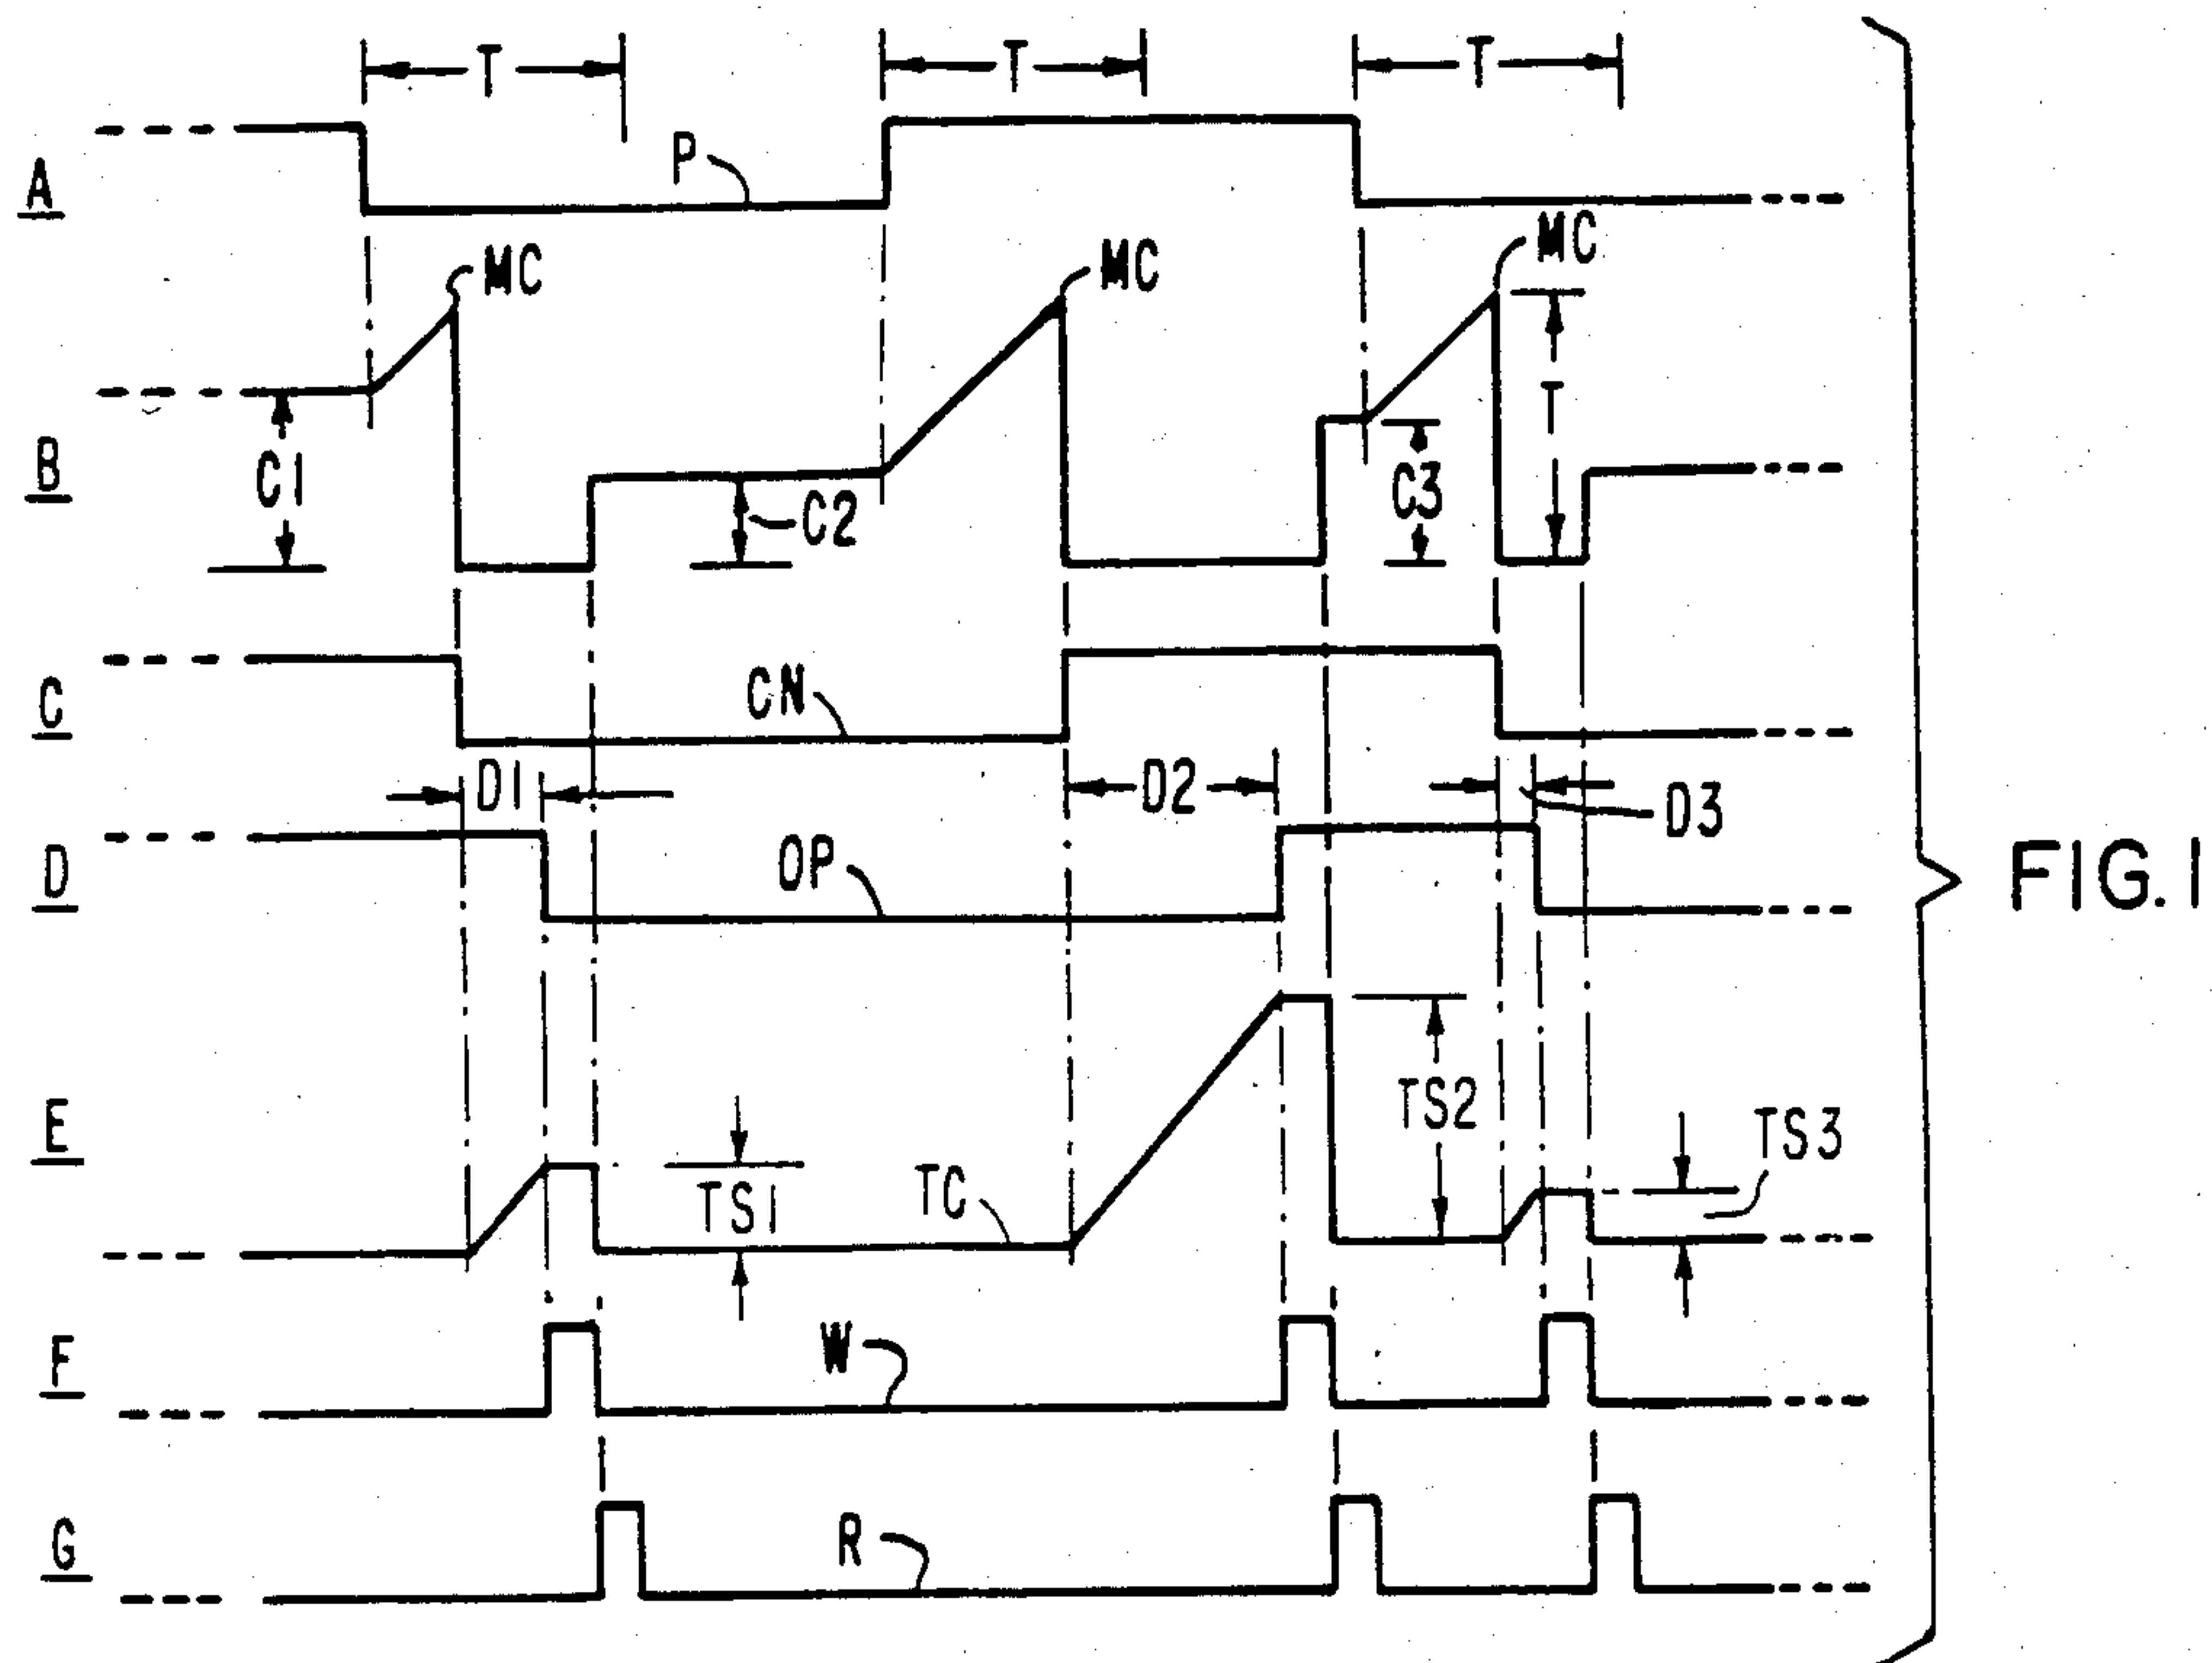 T T T
A P
MC MC MC
B C1 C2 C3 T
C CN
D1 D2 D3
D OP
FIG.1
E TS1 TC TS2 TS3
F W
G R